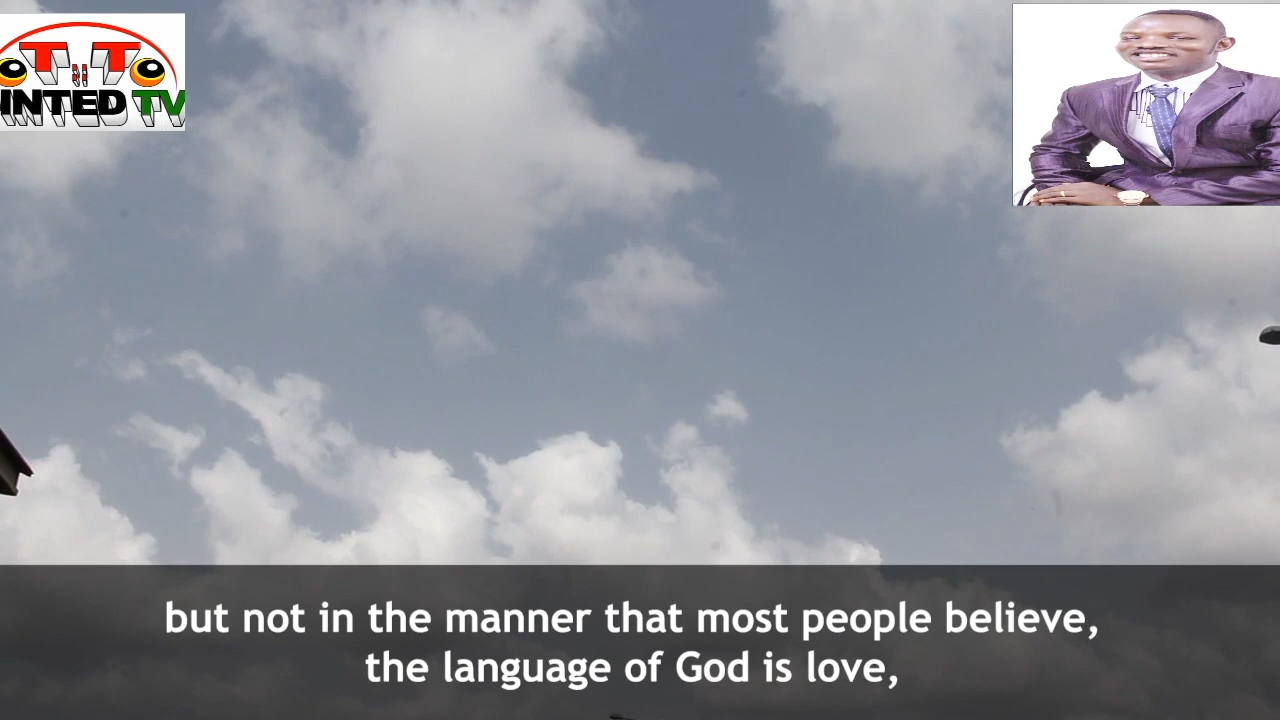 INTED TV
but not in the manner that most people believe,
the language of God is love,